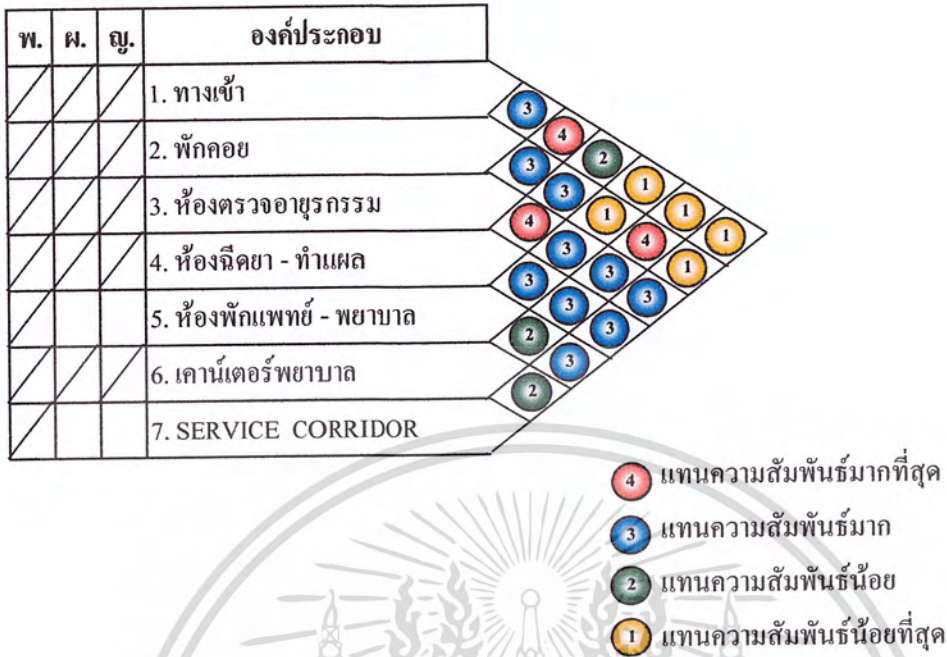 พ. ผ. ญ. องค์ประกอบ
1. ทางเข้า
2. พักคอย
3. ห้องตรวจอายุรกรรม
4. ห้องฉีดยา - ทำแผล
5. ห้องพักแพทย์ - พยาบาล
6. เคาน์เตอร์พยาบาล
7. SERVICE CORRIDOR
3
4
3 2
3 1
4 1 1
3 4 1
3 3 1
3 3
2 3
3
2
4 แทนความสัมพันธ์มากที่สุด
3 แทนความสัมพันธ์มาก
2 แทนความสัมพันธ์น้อย
1 แทนความสัมพันธ์น้อยที่สุด